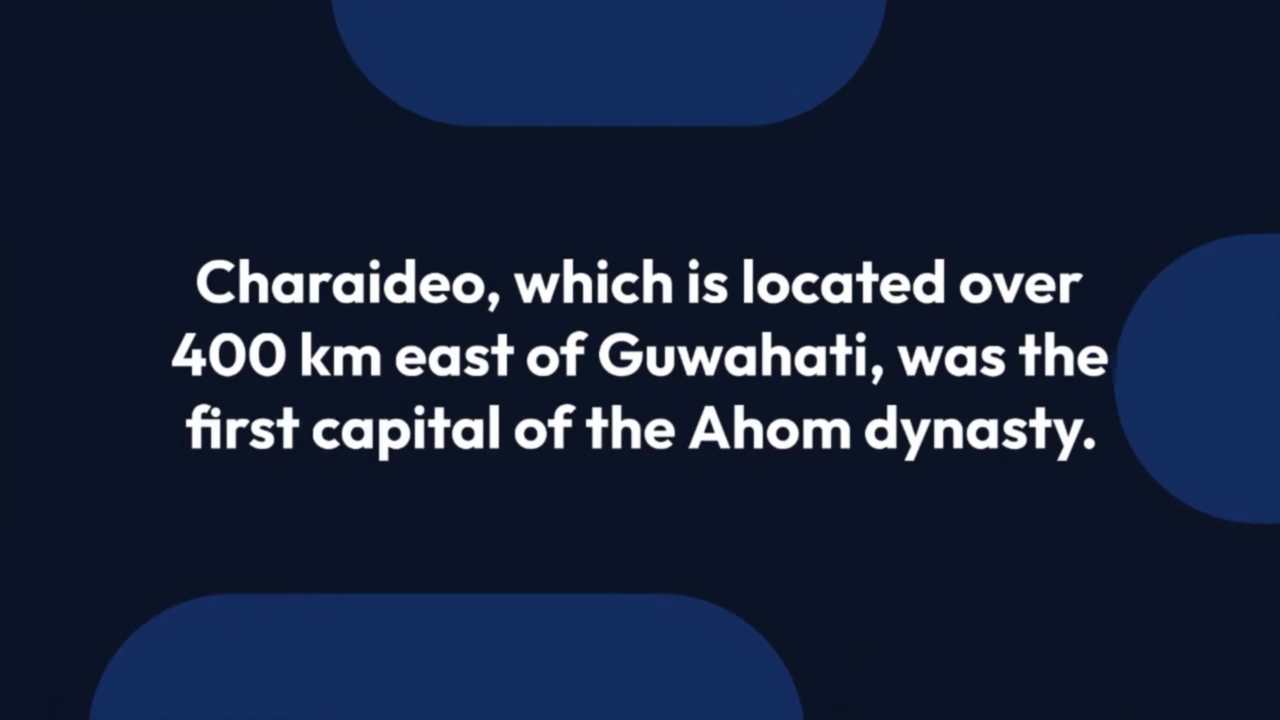 Charaideo, which is located over
400 km east of Guwahati, was the
first capital of the Ahom dynasty.